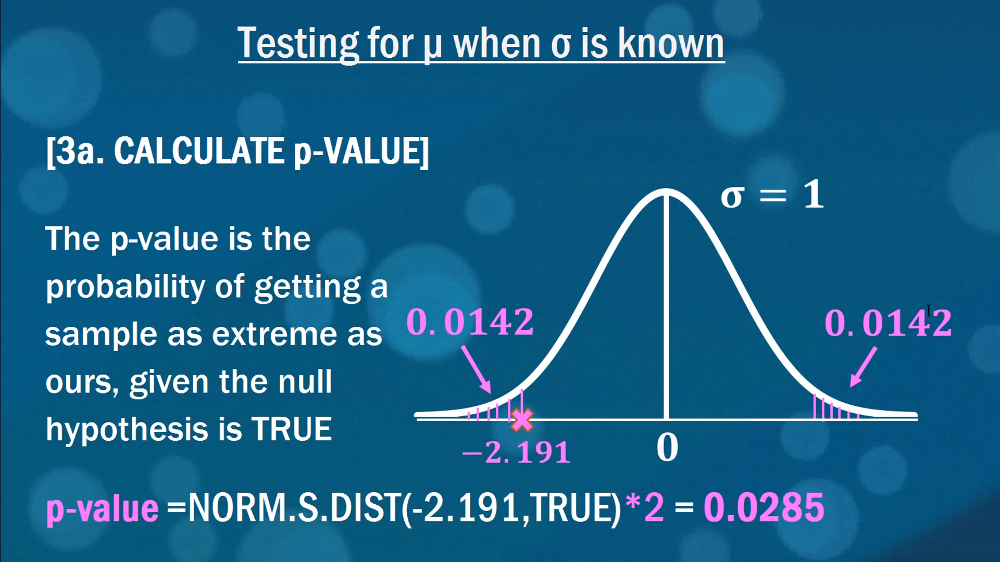 Testing for μ when σ is known
[3a. CALCULATE p-VALUE]
σ = 1
The p-value is the
probability of getting a
sample as extreme as
ours, given the null
hypothesis is TRUE
0.0142
0.0142
−2.191
0
p-value =NORM.S.DIST(-2.191,TRUE)*2 = 0.0285